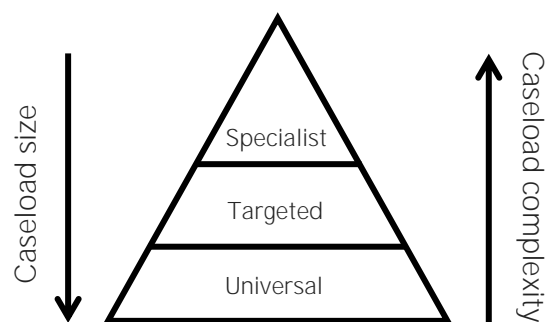 Specialist
Targeted
Universal
Caseload size
Caseload complexity